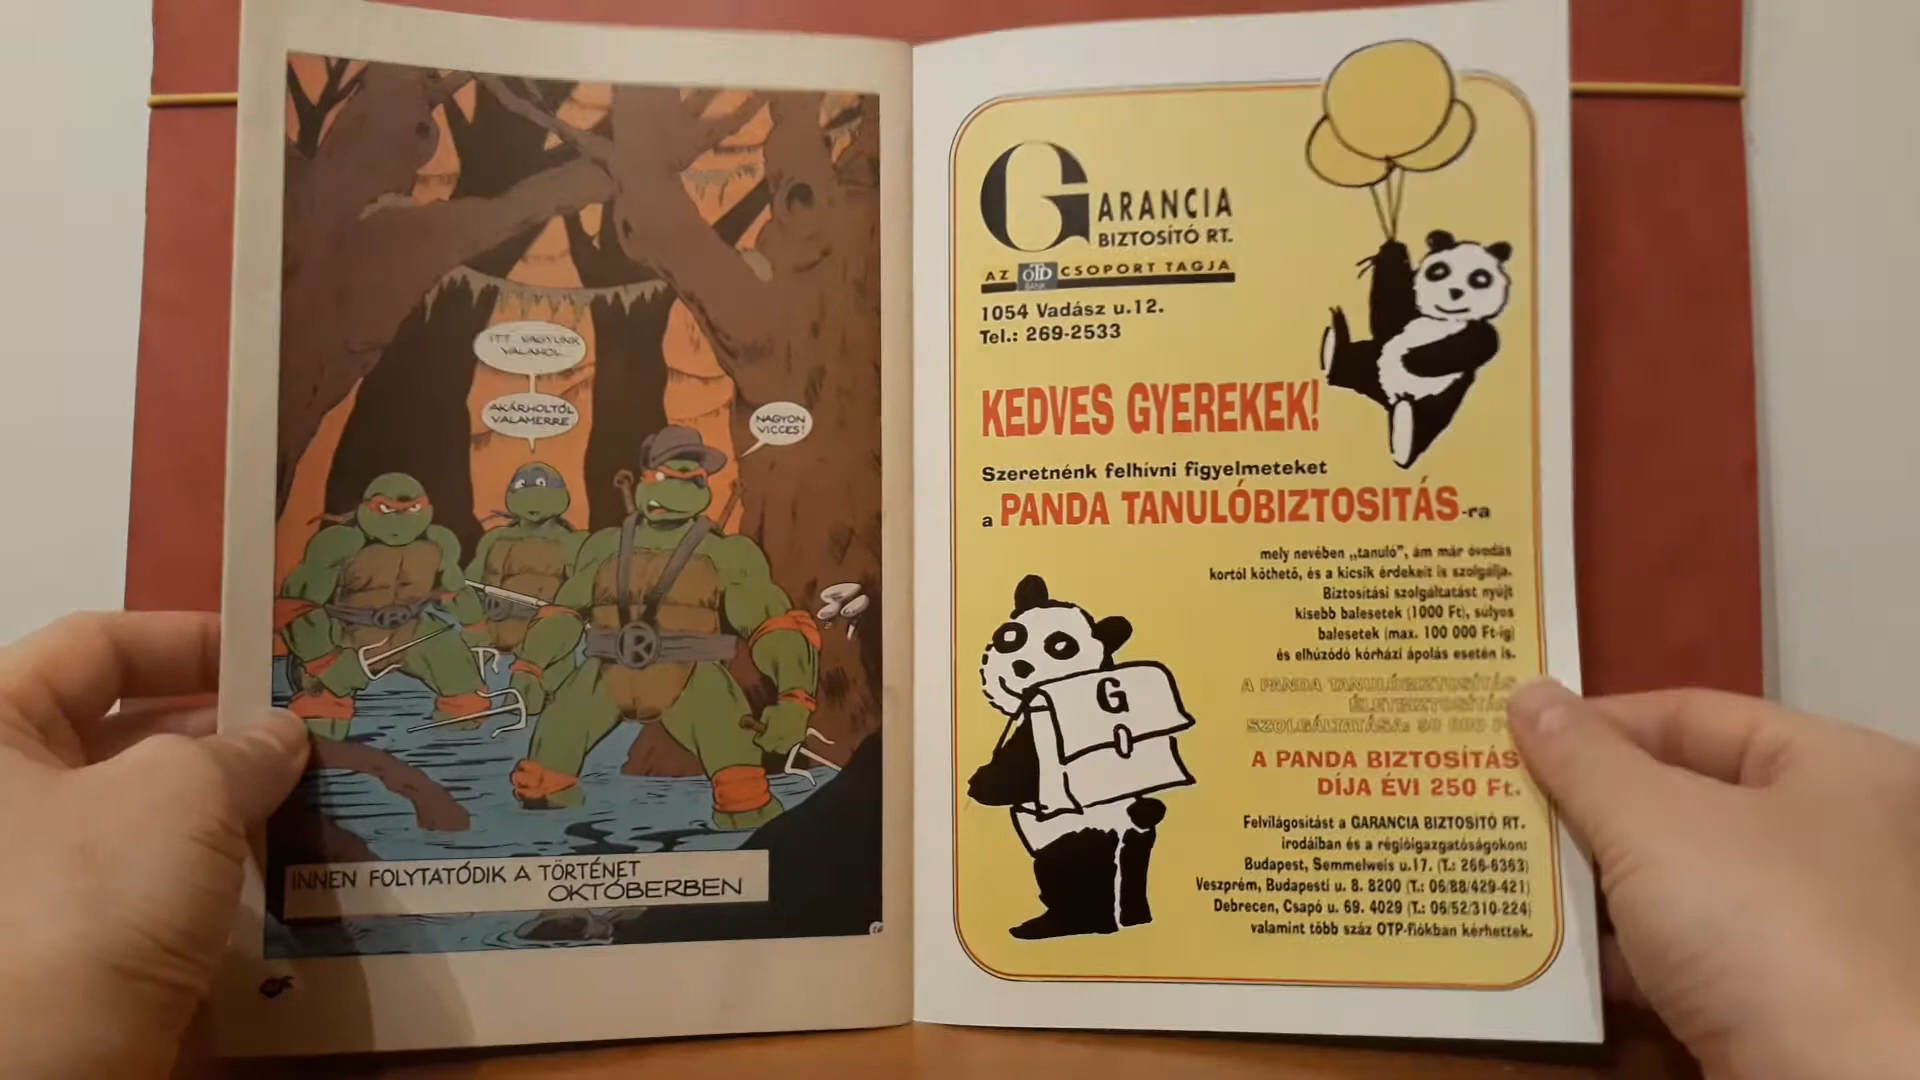 ITT VAGYUNK
VALAHOL...
AKÁRHOLTÓL
VALAMERRE.
NAGYON
VICCES!
INNEN FOLYTATÓDIK A TÖRTÉNET
OKTÓBERBEN
GARANCIA
BIZTOSÍTÓ RT.
AZ OTP BANK CSOPORT TAGJA
1054 Vadász u.12.
Tel.: 269-2533
KEDVES GYEREKEK!
Szeretnénk felhívni figyelmeteket
a PANDA TANULÓBIZTOSITÁS-ra
mely nevében „tanuló”, ám már óvodás
kortól köthető, és a kicsik érdekeit is szolgálja.
Biztosítási szolgáltatást nyújt
kisebb balesetek (1000 Ft), súlyos
balesetek (max. 100 000 Ft-ig)
és elhúzódó kórházi ápolás esetén is.
A PANDA TANULÓBIZTOSÍTÁS
ÉLETBIZTOSÍTÁSI
SZOLGÁLTATÁSA:
A PANDA BIZTOSÍTÁS
DÍJA ÉVI 250 Ft.
Felvilágosítást a GARANCIA BIZTOSÍTÓ RT.
irodáiban és a régióigazgatóságokon:
Budapest, Semmelweis u.17. (T.: 266-6363)
Veszprém, Budapesti u. 8. 8200 (T.: 06/88/429-421)
Debrecen, Csapó u. 69. 4029 (T.: 06/52/310-224)
valamint több száz OTP-fiókban kérhettek.
G